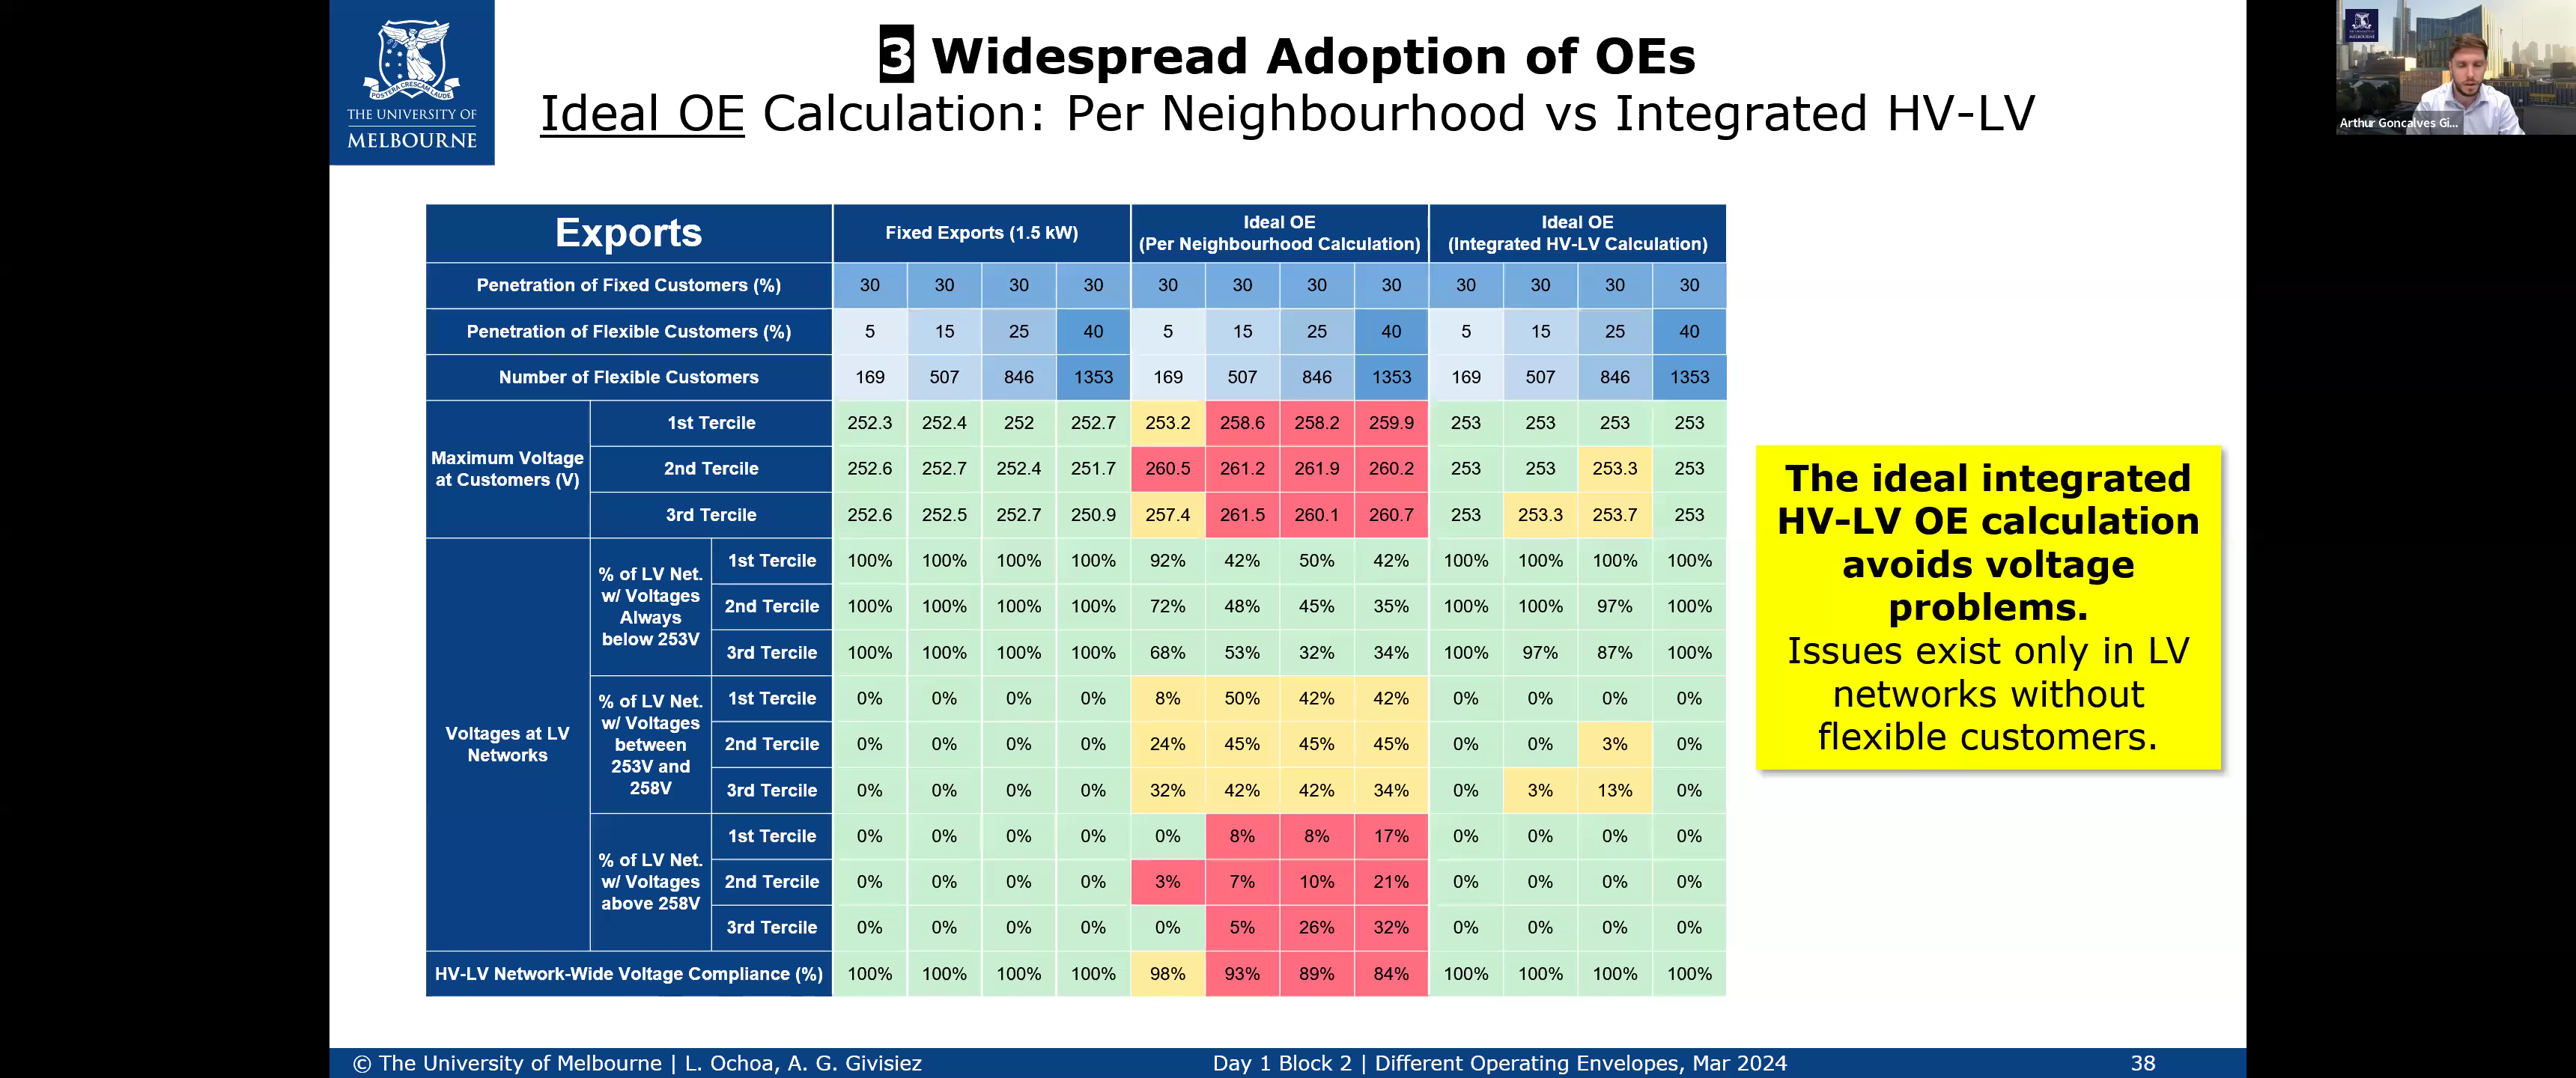 THE UNIVERSITY OF
MELBOURNE
POSTERA CRESCAM LAUDE
3 Widespread Adoption of OEs
Ideal OE Calculation: Per Neighbourhood vs Integrated HV-LV
Arthur Goncalves Gi...
Exports
Fixed Exports (1.5 kW)
Ideal OE
(Per Neighbourhood Calculation)
Ideal OE
(Integrated HV-LV Calculation)
Penetration of Fixed Customers (%) 30 30 30 30 30 30 30 30 30 30 30 30
Penetration of Flexible Customers (%) 5 15 25 40 5 15 25 40 5 15 25 40
Number of Flexible Customers 169 507 846 1353 169 507 846 1353 169 507 846 1353
Maximum Voltage
at Customers (V)
1st Tercile 252.3 252.4 252 252.7 253.2 258.6 258.2 259.9 253 253 253 253
2nd Tercile 252.6 252.7 252.4 251.7 260.5 261.2 261.9 260.2 253 253 253.3 253
3rd Tercile 252.6 252.5 252.7 250.9 257.4 261.5 260.1 260.7 253 253.3 253.7 253
Voltages at LV
Networks
% of LV Net.
w/ Voltages
Always
below 253V
1st Tercile 100% 100% 100% 100% 92% 42% 50% 42% 100% 100% 100% 100%
2nd Tercile 100% 100% 100% 100% 72% 48% 45% 35% 100% 100% 97% 100%
3rd Tercile 100% 100% 100% 100% 68% 53% 32% 34% 100% 97% 87% 100%
% of LV Net.
w/ Voltages
between
253V and
258V
1st Tercile 0% 0% 0% 0% 8% 50% 42% 42% 0% 0% 0% 0%
2nd Tercile 0% 0% 0% 0% 24% 45% 45% 45% 0% 0% 3% 0%
3rd Tercile 0% 0% 0% 0% 32% 42% 42% 34% 0% 3% 13% 0%
% of LV Net.
w/ Voltages
above 258V
1st Tercile 0% 0% 0% 0% 0% 8% 8% 17% 0% 0% 0% 0%
2nd Tercile 0% 0% 0% 0% 3% 7% 10% 21% 0% 0% 0% 0%
3rd Tercile 0% 0% 0% 0% 0% 5% 26% 32% 0% 0% 0% 0%
HV-LV Network-Wide Voltage Compliance (%) 100% 100% 100% 100% 98% 93% 89% 84% 100% 100% 100% 100%
The ideal integrated
HV-LV OE calculation
avoids voltage
problems.
Issues exist only in LV
networks without
flexible customers.
© The University of Melbourne | L. Ochoa, A. G. Givisiez
Day 1 Block 2 | Different Operating Envelopes, Mar 2024
38